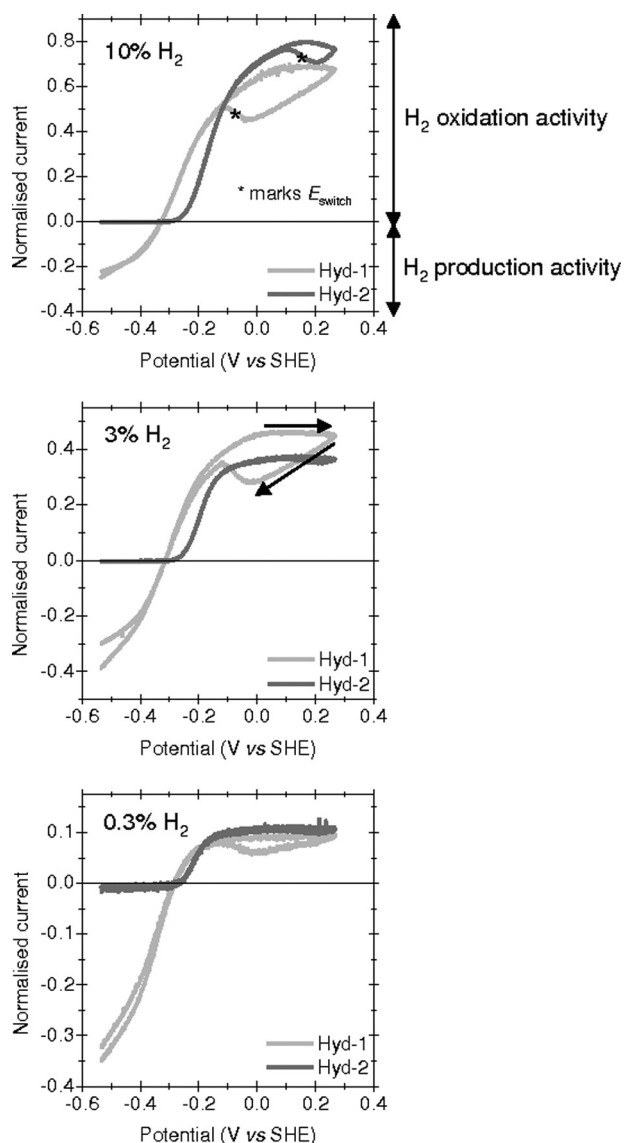 10% H₂
0.8
0.6
0.4
0.2
0.0
-0.2
-0.4
Normalised current
*
*
* marks Eswitch
Hyd-1
Hyd-2
-0.6 -0.4 -0.2 0.0 0.2 0.4
Potential (V vs SHE)
H₂ oxidation activity
H₂ production activity
3% H₂
0.4
0.2
0.0
-0.2
-0.4
Normalised current
Hyd-1
Hyd-2
-0.6 -0.4 -0.2 0.0 0.2 0.4
Potential (V vs SHE)
0.3% H₂
0.1
0.0
-0.1
-0.2
-0.3
-0.4
Normalised current
Hyd-1
Hyd-2
-0.6 -0.4 -0.2 0.0 0.2 0.4
Potential (V vs SHE)